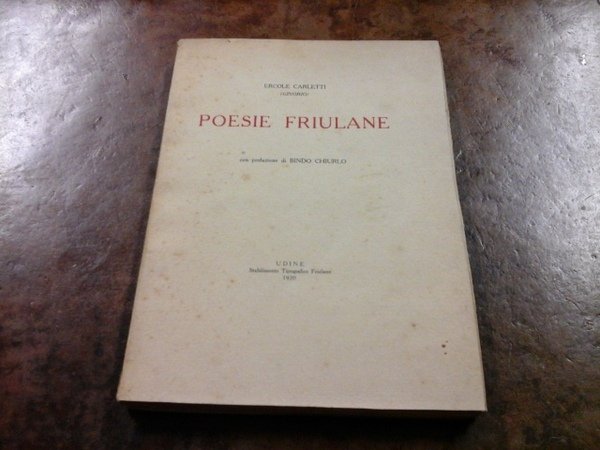 ERCOLE CARLETTI
POESIE FRIULANE
con prefazione di BINDO CHIURLO
UDINE
Stabilimento Tipografico Friulano
1920